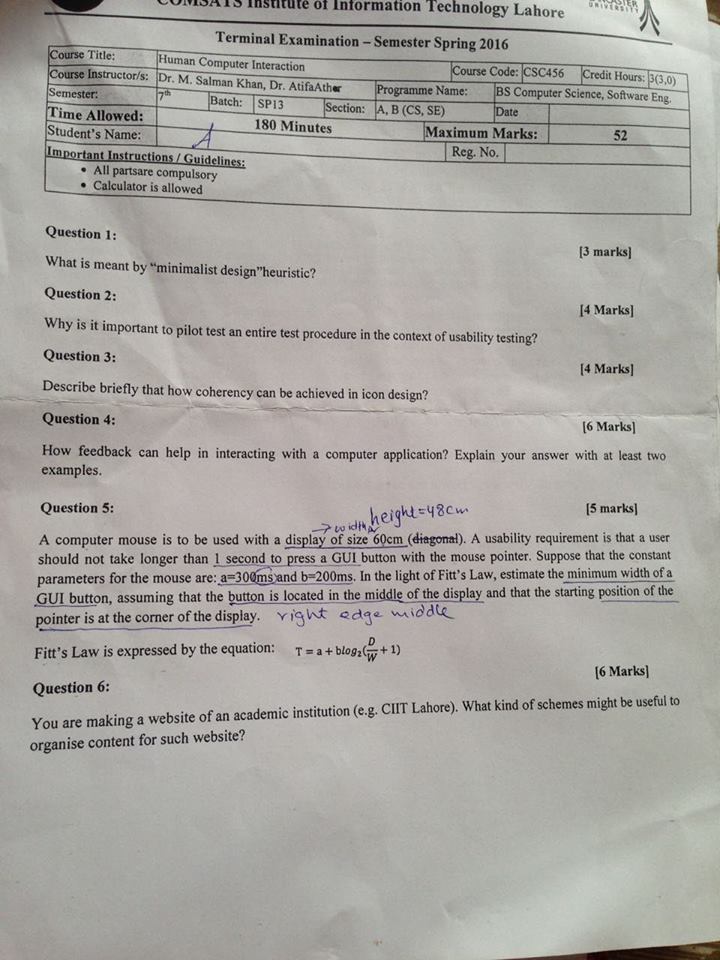 COMSATS Institute of Information Technology Lahore
UNIVERSITY
Terminal Examination – Semester Spring 2016
Course Title: Human Computer Interaction Course Code: CSC456 Credit Hours: 3(3,0)
Course Instructor/s: Dr. M. Salman Khan, Dr. AtifaAther Programme Name: BS Computer Science, Software Eng.
Semester: 7th Batch: SP13 Section: A, B (CS, SE) Date
Time Allowed: 180 Minutes Maximum Marks: 52
Student's Name: A Reg. No.
Important Instructions / Guidelines:
• All partsare compulsory
• Calculator is allowed
Question 1:
[3 marks]
What is meant by "minimalist design"heuristic?
Question 2:
[4 Marks]
Why is it important to pilot test an entire test procedure in the context of usability testing?
Question 3:
[4 Marks]
Describe briefly that how coherency can be achieved in icon design?
Question 4:
[6 Marks]
How feedback can help in interacting with a computer application? Explain your answer with at least two
examples.
Question 5:
[5 marks]
→ width height=48cm
A computer mouse is to be used with a display of size 60cm (diagonal). A usability requirement is that a user
should not take longer than 1 second to press a GUI button with the mouse pointer. Suppose that the constant
parameters for the mouse are: a=300ms and b=200ms. In the light of Fitt's Law, estimate the minimum width of a
GUI button, assuming that the button is located in the middle of the display and that the starting position of the
pointer is at the corner of the display. right edge middle
Fitt's Law is expressed by the equation: T = a + blog₂(D/W + 1)
[6 Marks]
Question 6:
You are making a website of an academic institution (e.g. CIIT Lahore). What kind of schemes might be useful to
organise content for such website?